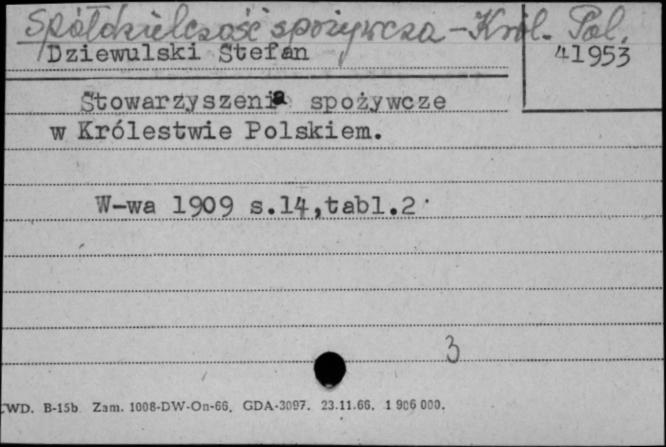 Spółdzielczość spożywcza - Król. Pol.
Dziewulski Stefan
41953
Stowarzyszenia spożywcze
w Królestwie Polskiem.
W-wa 1909 s.14,tabl.2
3
CWD. B-15b Zam. 1008-DW-On-66. GDA-3097. 23.11.66. 1 906 000.